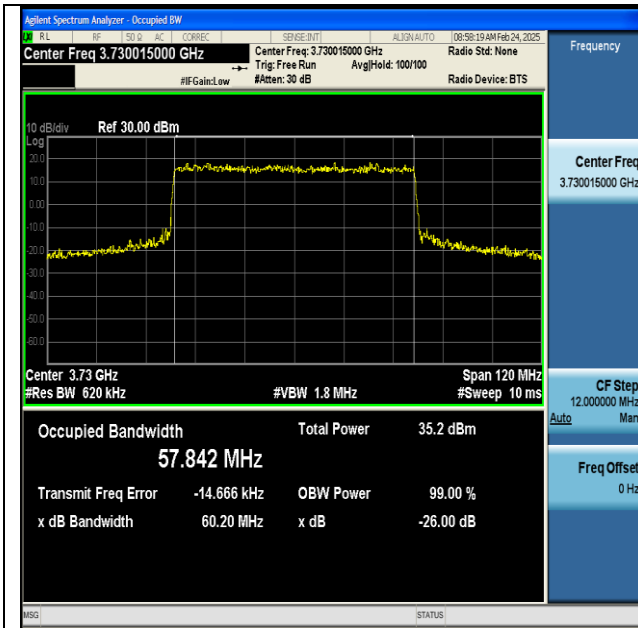 Agilent Spectrum Analyzer - Occupied BW
RL RF 50 Ω AC CORREC SENSE:INT ALIGN AUTO 08:58:19 AM Feb 24, 2025
Center Freq 3.730015000 GHz
Center Freq: 3.730015000 GHz Radio Std: None
Trig: Free Run Avg|Hold: 100/100
#IFGain:Low #Atten: 30 dB Radio Device: BTS
10 dB/div Ref 30.00 dBm
Log
20.0
10.0
0.00
-10.0
-20.0
-30.0
-40.0
-50.0
-60.0
Center 3.73 GHz Span 120 MHz
#Res BW 620 kHz #VBW 1.8 MHz #Sweep 10 ms
Occupied Bandwidth Total Power 35.2 dBm
57.842 MHz
Transmit Freq Error -14.666 kHz OBW Power 99.00 %
x dB Bandwidth 60.20 MHz x dB -26.00 dB
MSG STATUS
Frequency
Center Freq
3.730015000 GHz
CF Step
12.000000 MHz
Auto Man
Freq Offset
0 Hz